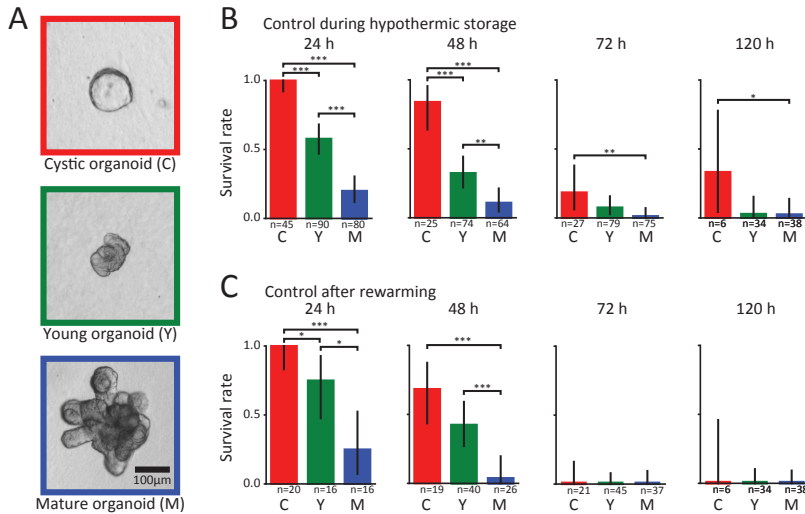 A
Cystic organoid (C)
Young organoid (Y)
100µm
Mature organoid (M)
B
Control during hypothermic storage
24 h
48 h
72 h
120 h
Survival rate
1.0
0.5
0.0
***
***
***
***
***
**
**
*
n=45 n=90 n=80
n=25 n=74 n=64
n=27 n=79 n=75
n=6 n=34 n=38
C Y M
C Y M
C Y M
C Y M
C
Control after rewarming
24 h
48 h
72 h
120 h
Survival rate
1.0
0.5
0.0
***
*
*
***
***
n=20 n=16 n=16
n=19 n=40 n=26
n=21 n=45 n=37
n=6 n=34 n=38
C Y M
C Y M
C Y M
C Y M